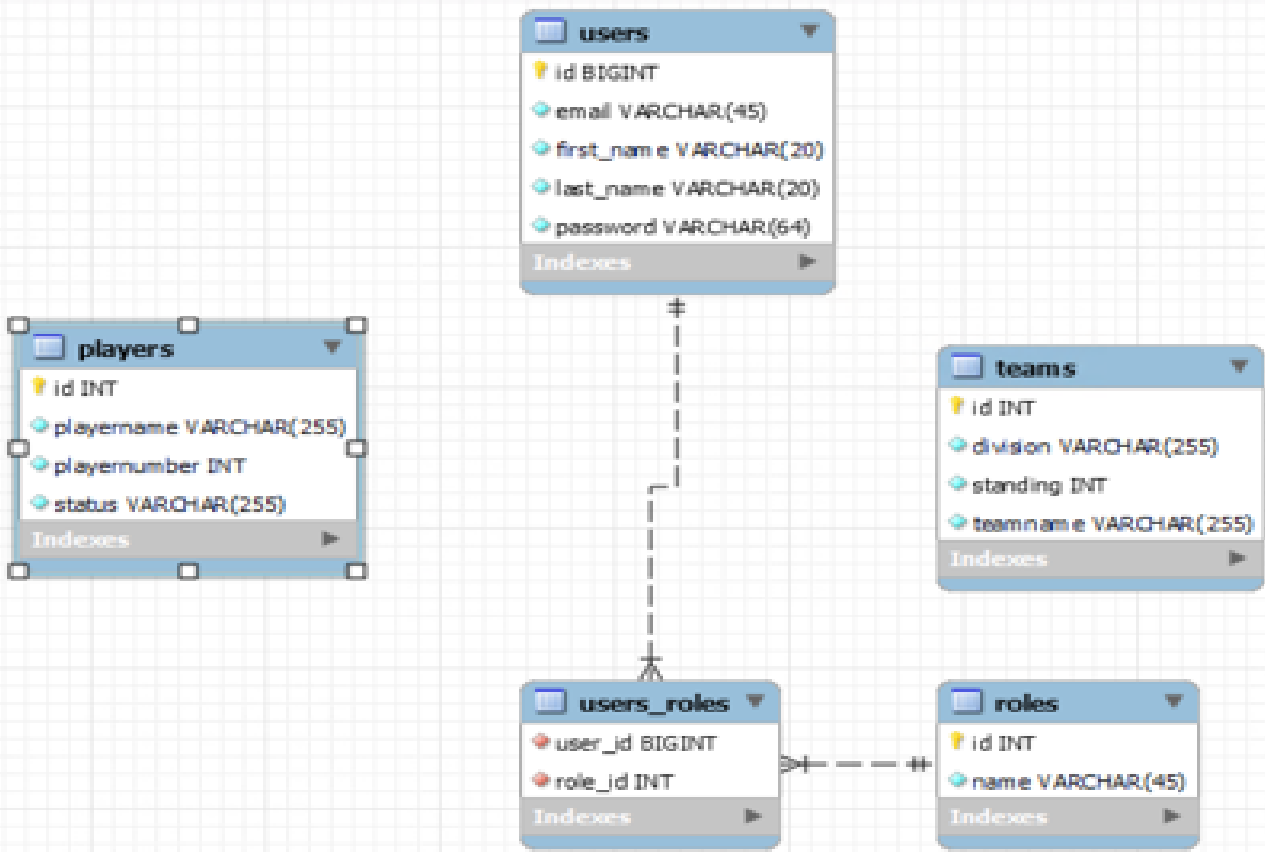 users
id BIGINT
email VARCHAR(45)
first_name VARCHAR(20)
last_name VARCHAR(20)
password VARCHAR(64)
Indexes
players
id INT
playername VARCHAR(255)
playernumber INT
status VARCHAR(255)
Indexes
teams
id INT
division VARCHAR(255)
standing INT
teamname VARCHAR(255)
Indexes
users_roles
user_id BIGINT
role_id INT
Indexes
roles
id INT
name VARCHAR(45)
Indexes